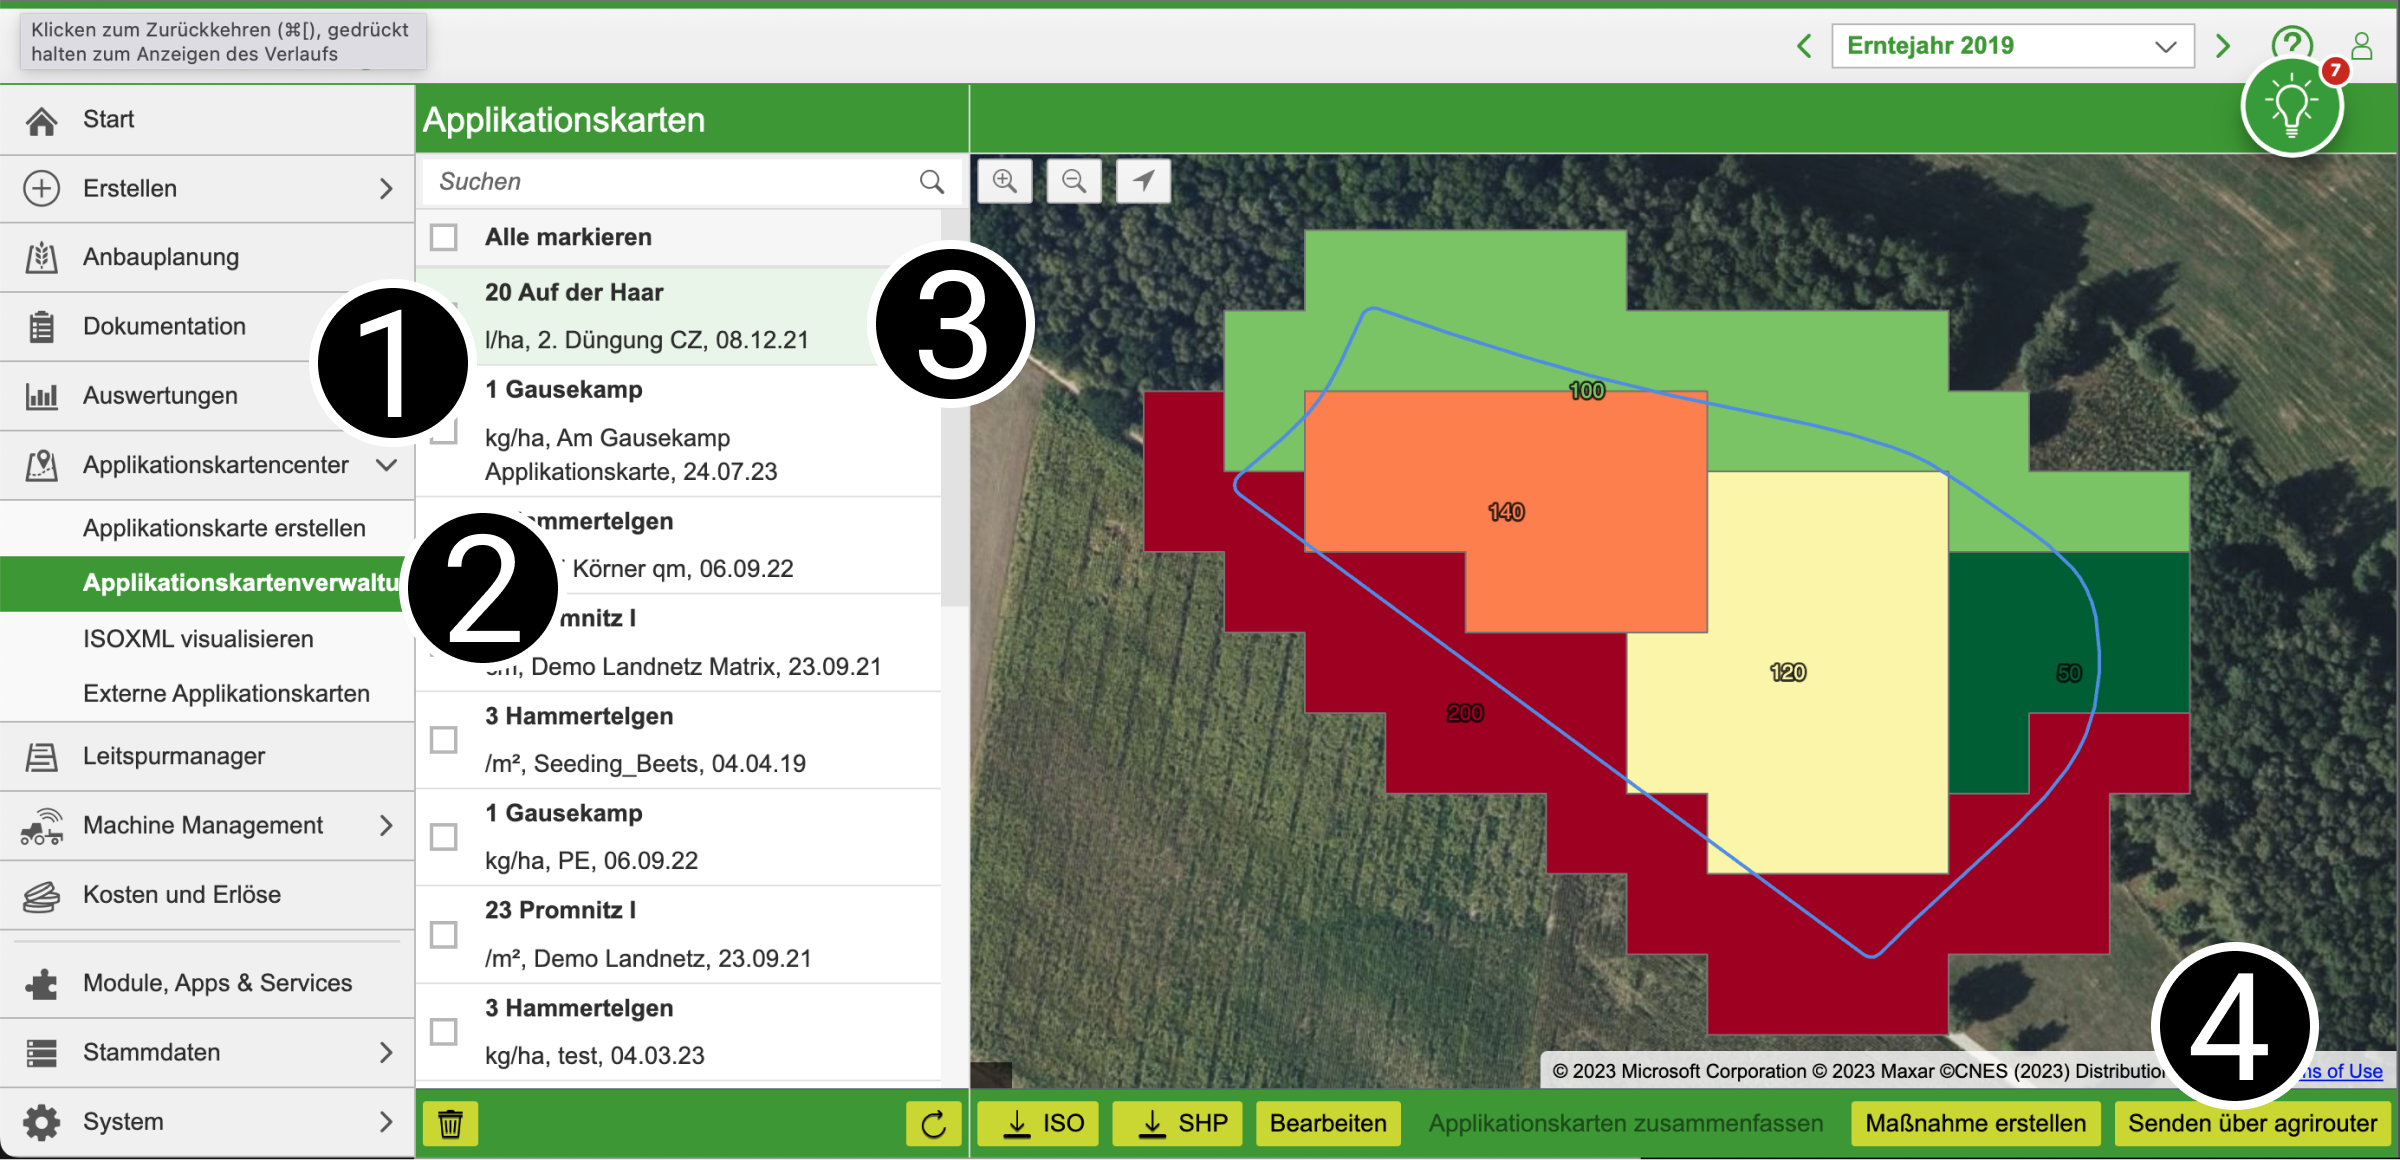 Klicken zum Zurückkehren (⌘[), gedrückt
halten zum Anzeigen des Verlaufs
Erntejahr 2019
?
7
Start
Erstellen
Anbauplanung
Dokumentation
Auswertungen
Applikationskartencenter
Applikationskarte erstellen
Applikationskartenverwaltu
ISOXML visualisieren
Externe Applikationskarten
Leitspurmanager
Machine Management
Kosten und Erlöse
Module, Apps & Services
Stammdaten
System
1
2
Applikationskarten
Suchen
Alle markieren
20 Auf der Haar
l/ha, 2. Düngung CZ, 08.12.21
3
1 Gausekamp
kg/ha, Am Gausekamp
Applikationskarte, 24.07.23
mmertelgen
Körner qm, 06.09.22
mnitz I
, Demo Landnetz Matrix, 23.09.21
3 Hammertelgen
/m², Seeding_Beets, 04.04.19
1 Gausekamp
kg/ha, PE, 06.09.22
23 Promnitz I
/m², Demo Landnetz, 23.09.21
3 Hammertelgen
kg/ha, test, 04.03.23
100
140
120
50
200
4
© 2023 Microsoft Corporation © 2023 Maxar ©CNES (2023) Distributio ms of Use
ISO
SHP
Bearbeiten
Applikationskarten zusammenfassen
Maßnahme erstellen
Senden über agrirouter